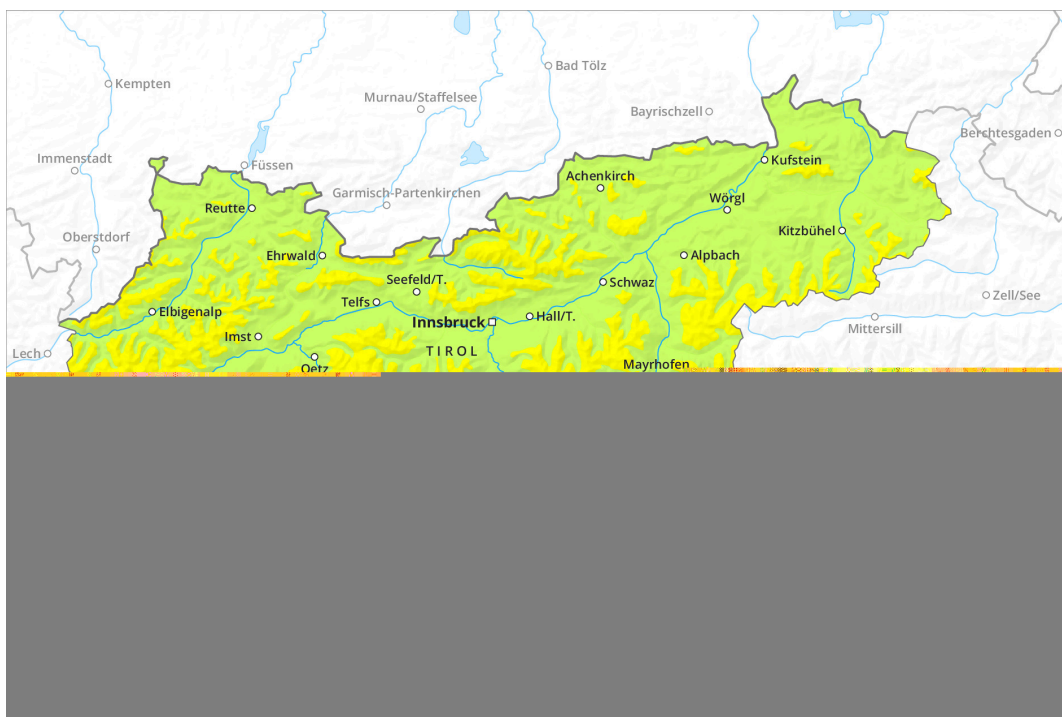 Kempten
Bad Tölz
Murnau/Staffelsee
Bayrischzell
Berchtesgaden
Immenstadt
Füssen
Kufstein
Achenkirch
Garmisch-Partenkirchen
Wörgl
Reutte
Kitzbühel
Oberstdorf
Ehrwald
Alpbach
Seefeld/T.
Schwaz
Zell/See
Telfs
Elbigenalp
Innsbruck
Hall/T.
Mittersill
Imst
TIROL
Lech
Mayrhofen
Oetz